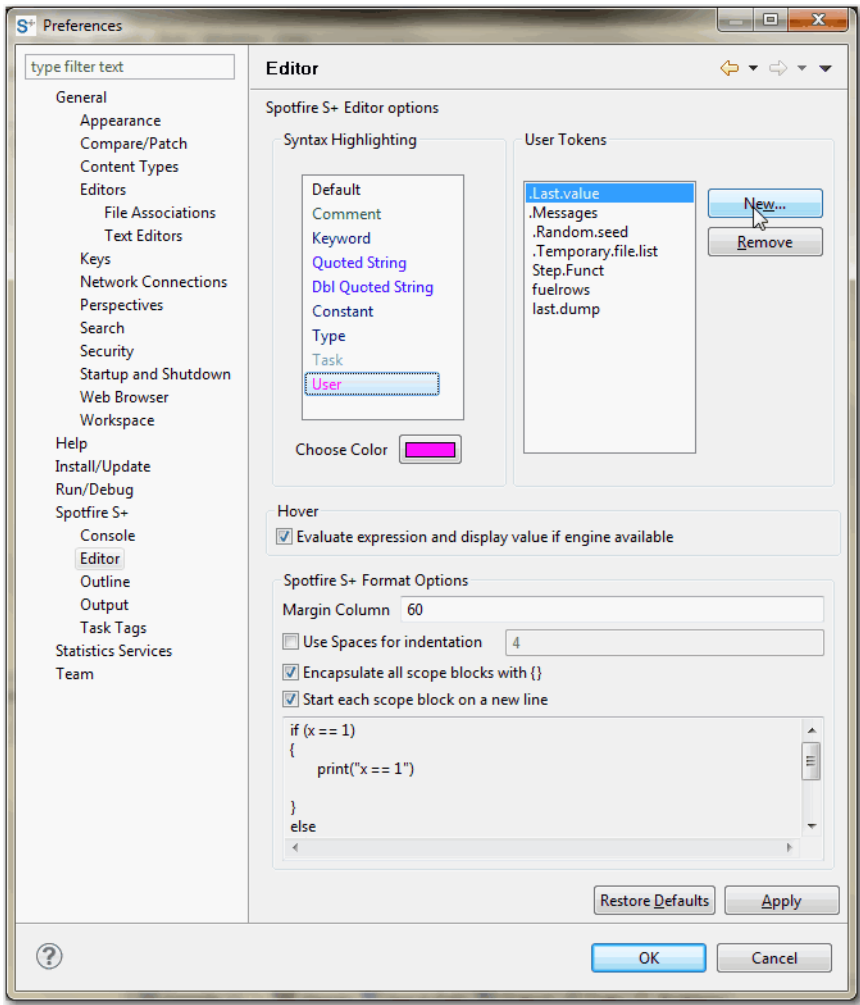 S+ Preferences
type filter text
General
Appearance
Compare/Patch
Content Types
Editors
File Associations
Text Editors
Keys
Network Connections
Perspectives
Search
Security
Startup and Shutdown
Web Browser
Workspace
Help
Install/Update
Run/Debug
Spotfire S+
Console
Editor
Outline
Output
Task Tags
Statistics Services
Team
Editor
Spotfire S+ Editor options
Syntax Highlighting
Default
Comment
Keyword
Quoted String
Dbl Quoted String
Constant
Type
Task
User
Choose Color
User Tokens
.Last.value
.Messages
.Random.seed
.Temporary.file.list
Step.Funct
fuelrows
last.dump
New...
Remove
Hover
Evaluate expression and display value if engine available
Spotfire S+ Format Options
Margin Column 60
Use Spaces for indentation 4
Encapsulate all scope blocks with {}
Start each scope block on a new line
if (x == 1)
{
print("x == 1")
}
else
Restore Defaults Apply
? OK Cancel